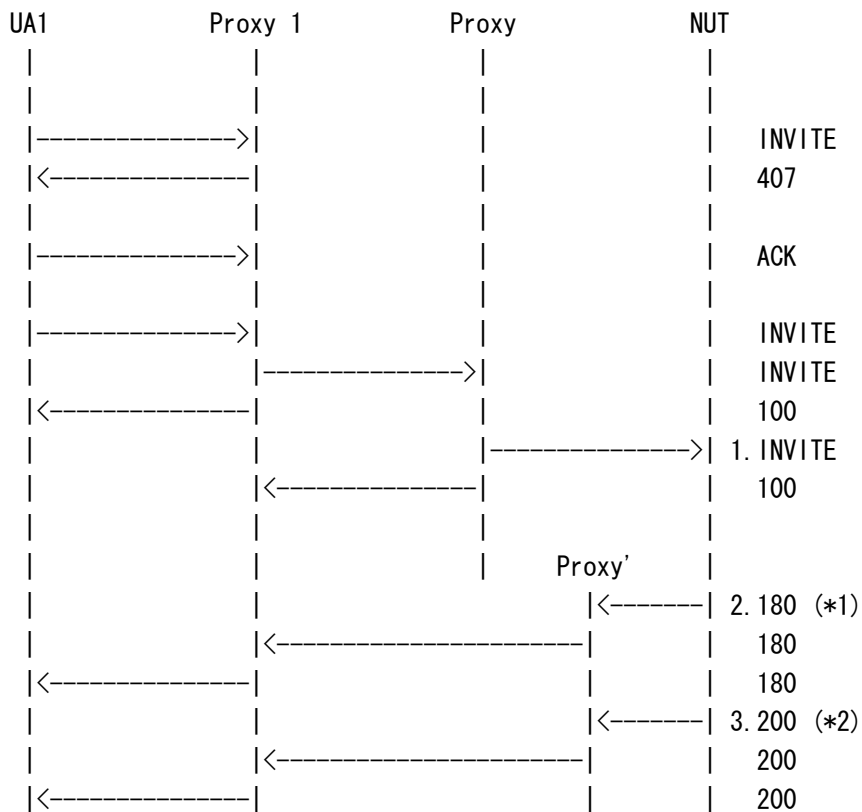 UA1 Proxy 1 Proxy NUT
INVITE
407
ACK
INVITE
INVITE
100
1. INVITE
100
Proxy'
2. 180 (*1)
180
180
3. 200 (*2)
200
200